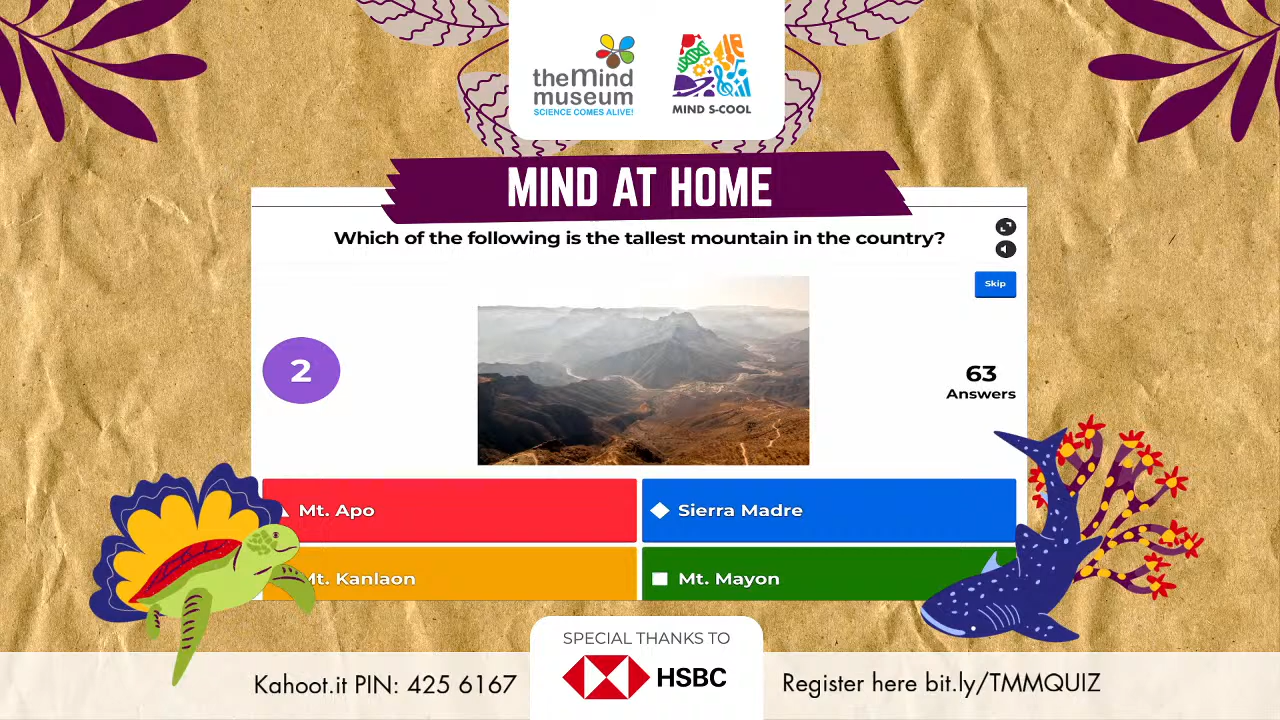 theMind
museum
SCIENCE COMES ALIVE!
MIND S-COOL
MIND AT HOME
Which of the following is the tallest mountain in the country?
Skip
2
63
Answers
Mt. Apo
Sierra Madre
Mt. Kanlaon
Mt. Mayon
SPECIAL THANKS TO
HSBC
Kahoot.it PIN: 425 6167
Register here bit.ly/TMMQUIZ